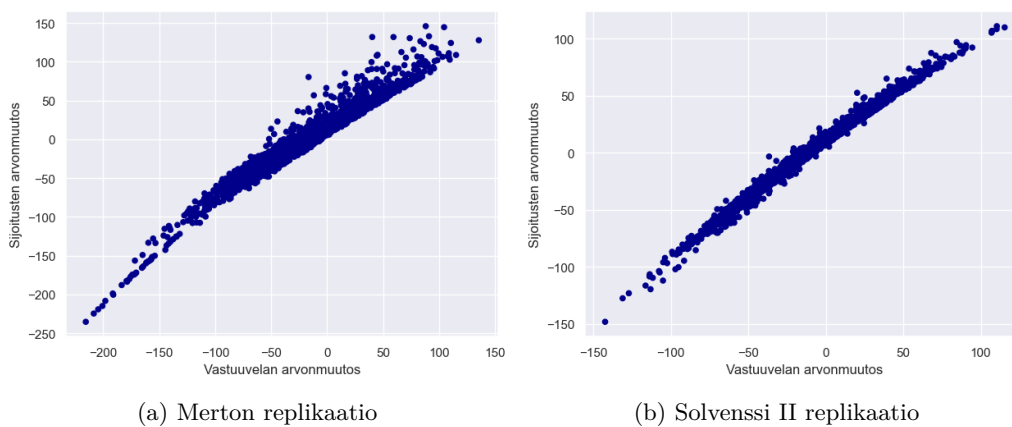 150
100
50
0
−50
−100
−150
−200
−250
Sijoitusten arvonmuutos
−200 −150 −100 −50 0 50 100 150
Vastuuvelan arvonmuutos
(a) Merton replikaatio
100
50
0
−50
−100
−150
Sijoitusten arvonmuutos
−150 −100 −50 0 50 100
Vastuuvelan arvonmuutos
(b) Solvenssi II replikaatio